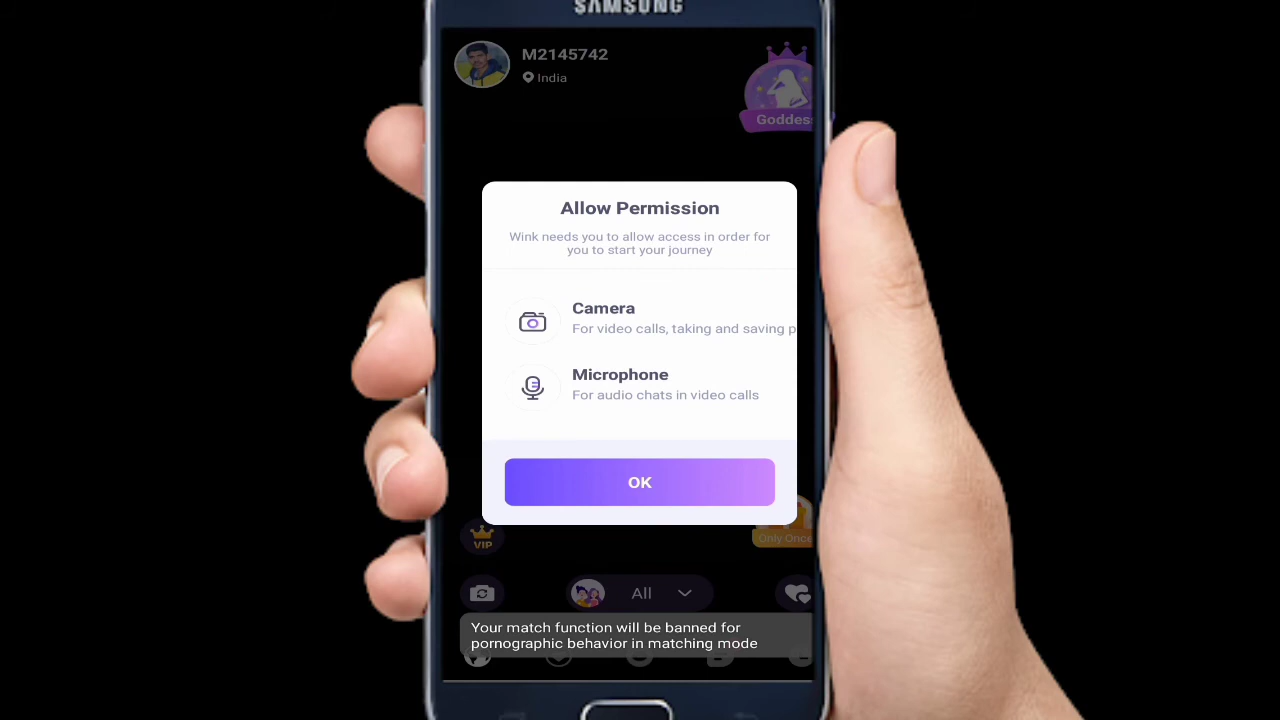 SAMSUNG
M2145742
India
Goddess
Allow Permission
Wink needs you to allow access in order for
you to start your journey
Camera
For video calls, taking and saving p
Microphone
For audio chats in video calls
OK
VIP
Only Once
All
Your match function will be banned for
pornographic behavior in matching mode